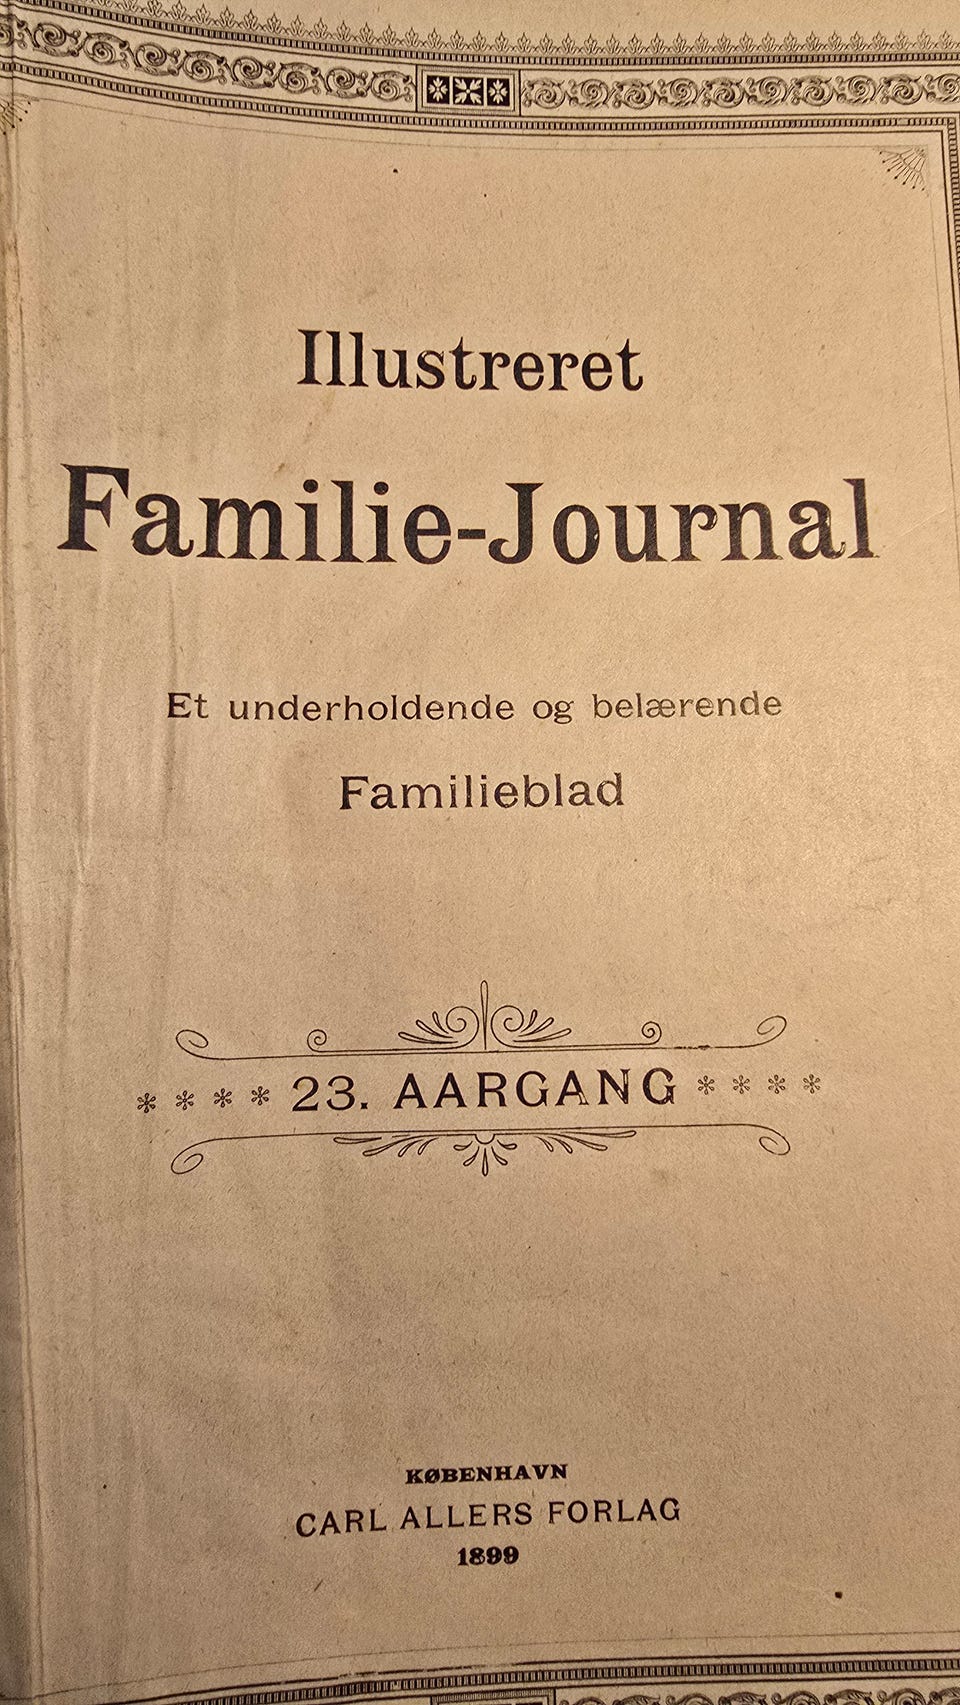 Illustreret
Familie-Journal
Et underholdende og belærende
Familieblad
23. AARGANG
KØBENHAVN
CARL ALLERS FORLAG
1899